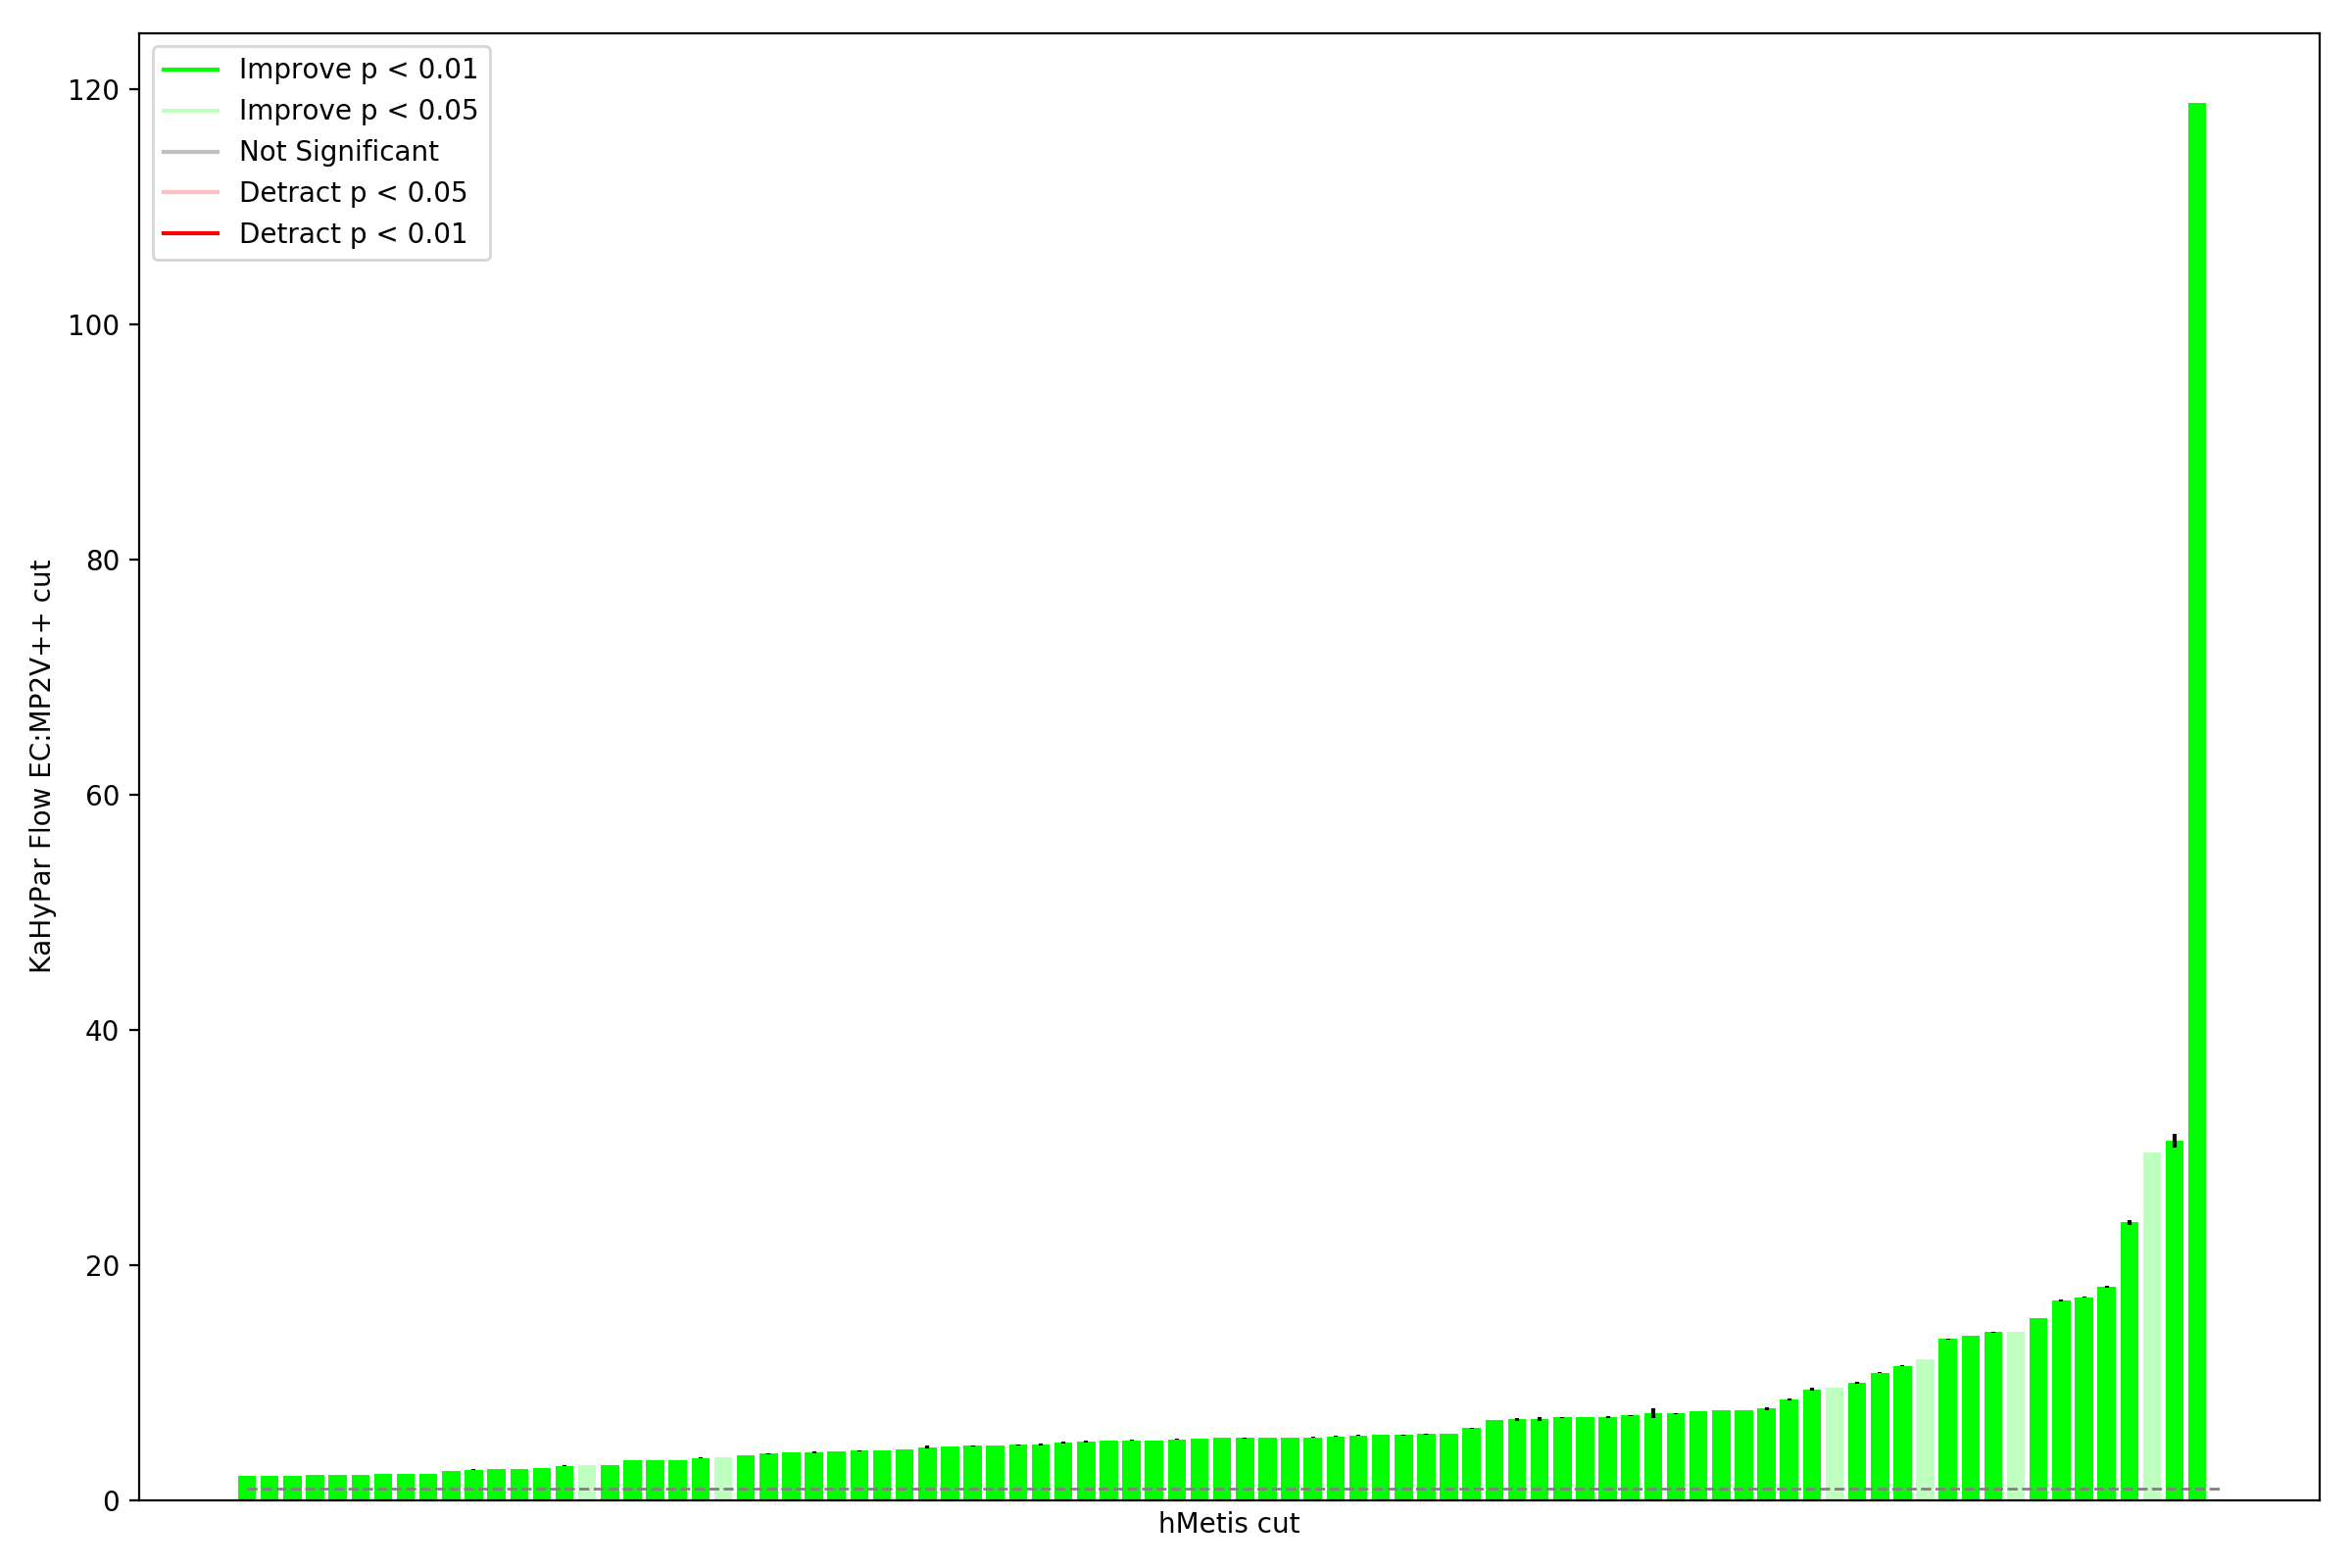 Improve p < 0.01
Improve p < 0.05
Not Significant
Detract p < 0.05
Detract p < 0.01
120
100
80
60
40
20
0
KaHyPar Flow EC:MP2V++ cut
hMetis cut